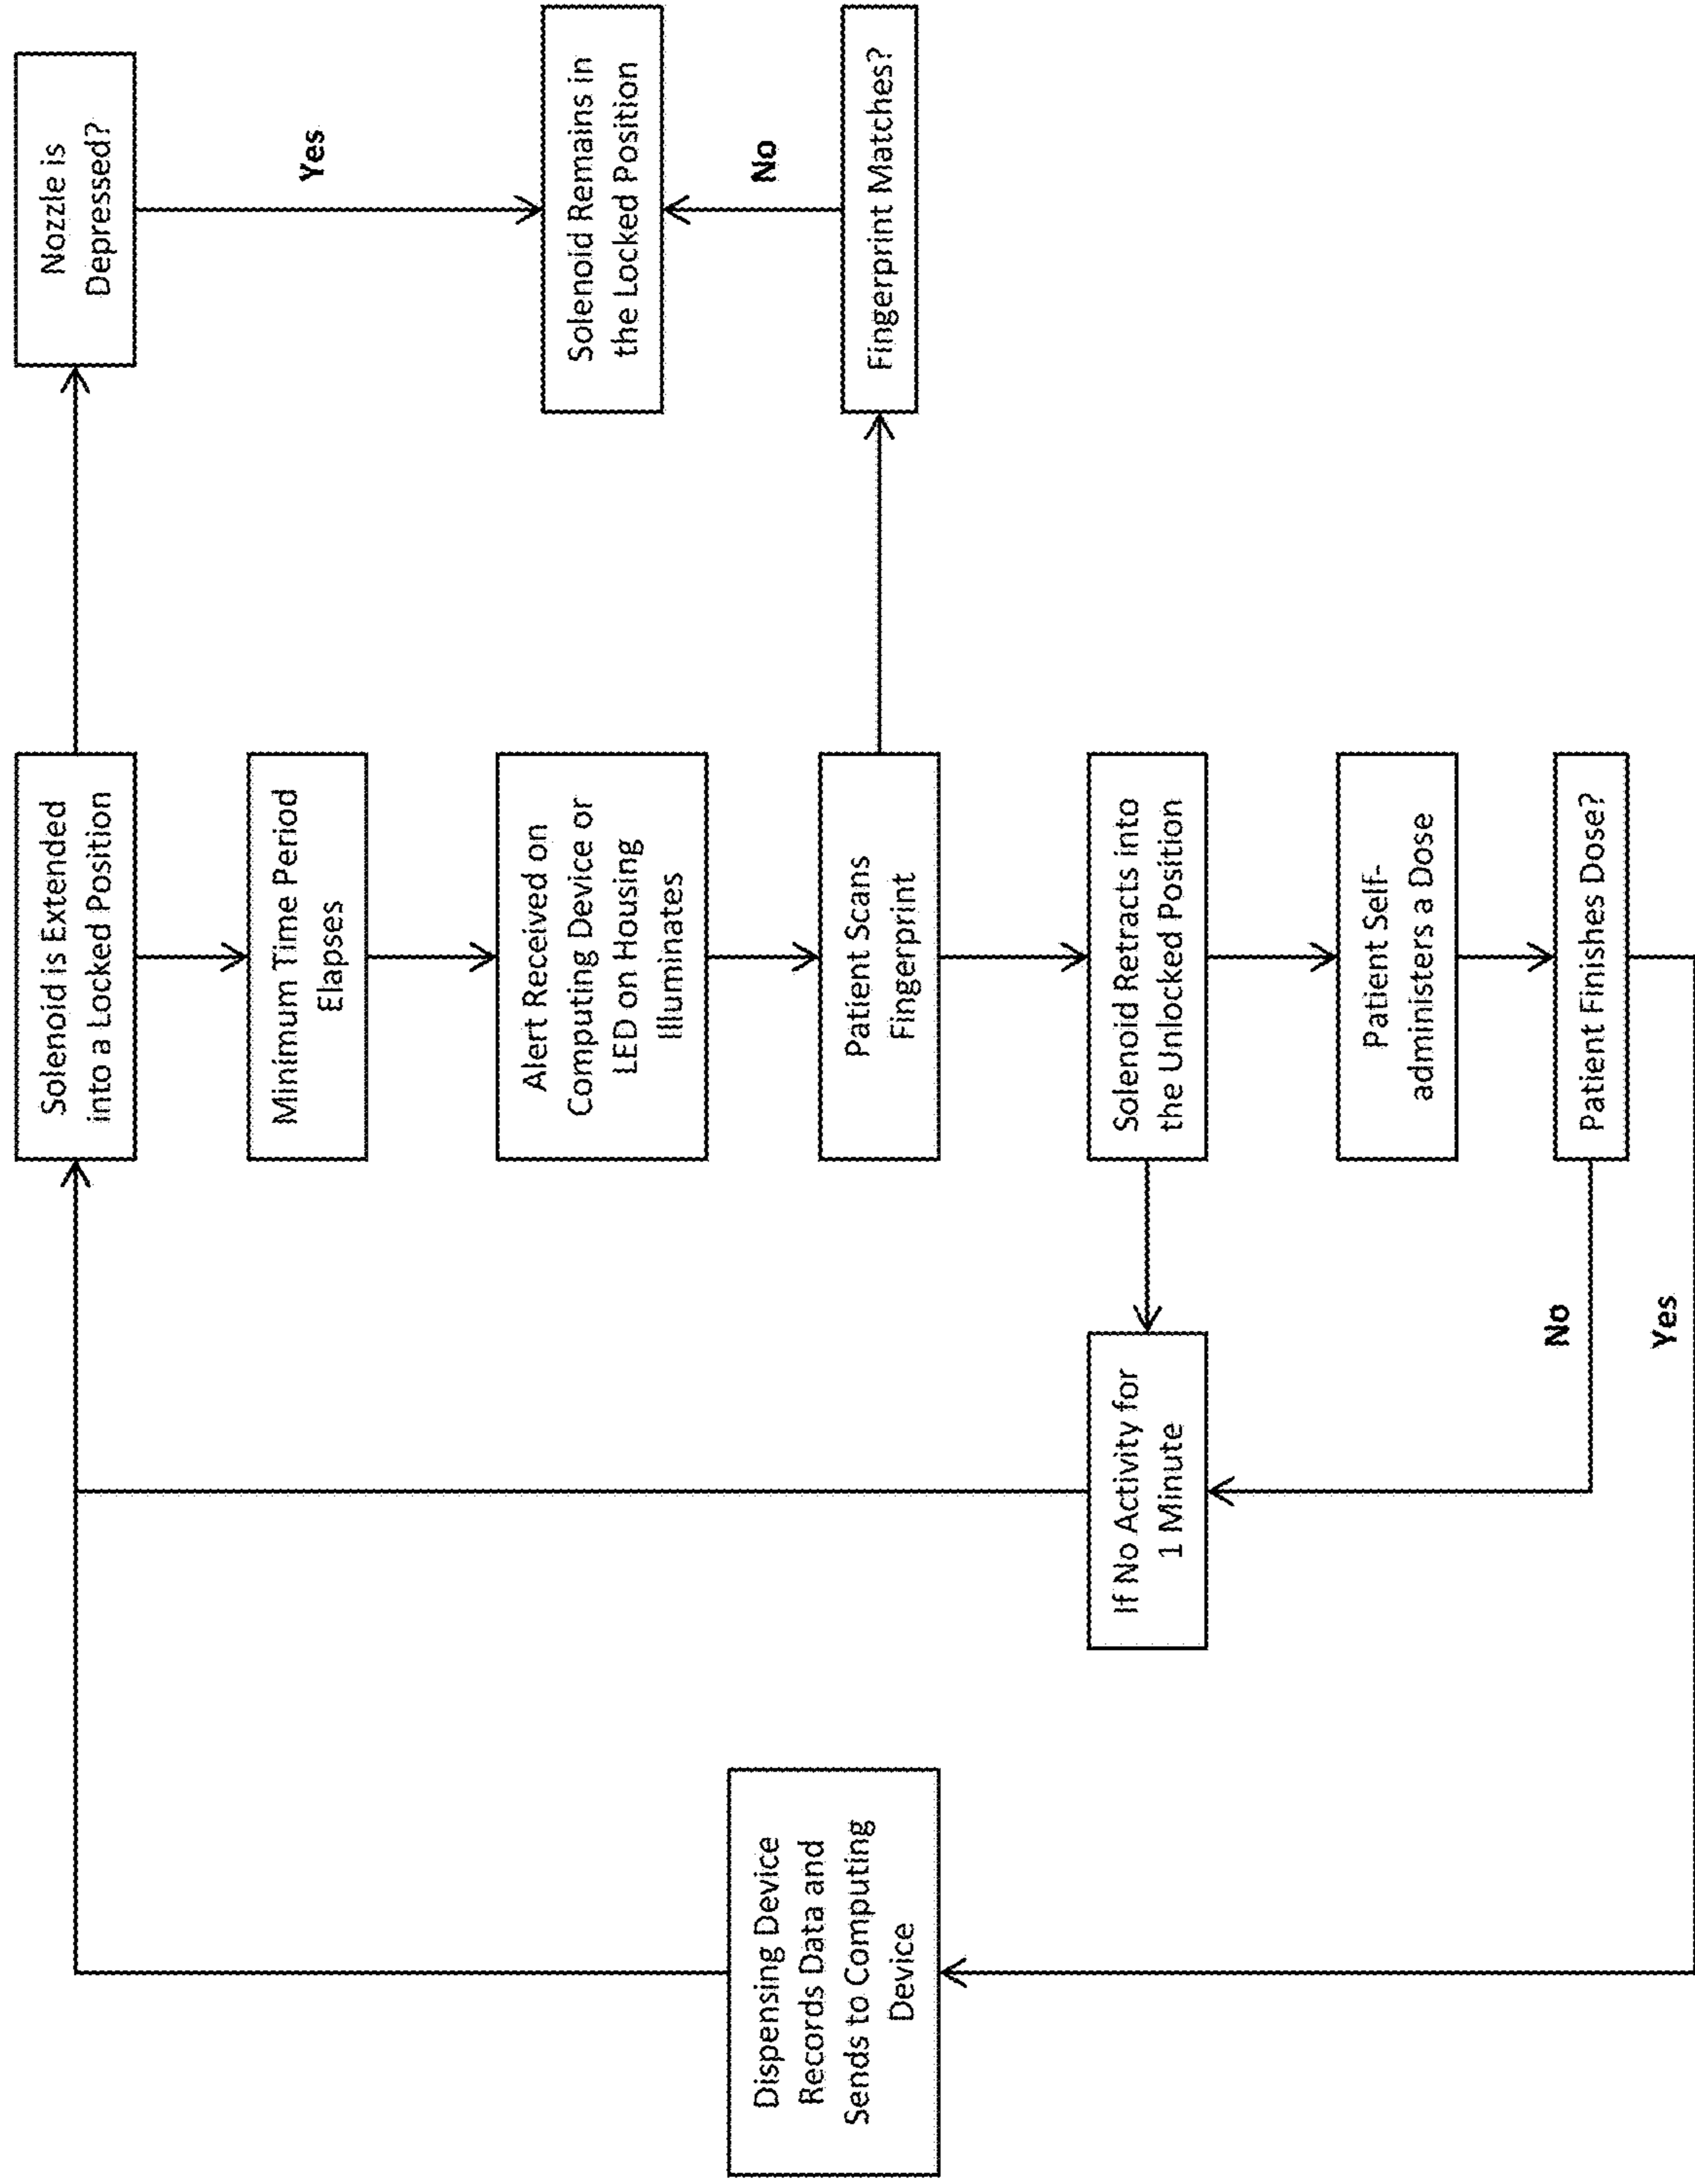 Solenoid is Extended
into a Locked Position
Nozzle is
Depressed?
Minimum Time Period
Elapses
Yes
Alert Received on
Computing Device or
LED on Housing
Illuminates
Solenoid Remains in
the Locked Position
Dispensing Device
Records Data and
Sends to Computing
Device
No
Patient Scans
Fingerprint
Fingerprint Matches?
If No Activity for
1 Minute
Solenoid Retracts into
the Unlocked Position
Patient Self-
administers a Dose
No
Patient Finishes Dose?
Yes